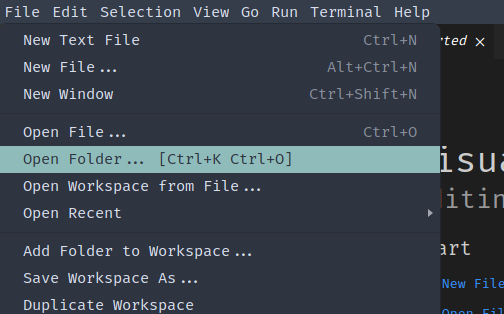 File Edit Selection View Go Run Terminal Help
New Text File Ctrl+N
New File... Alt+Ctrl+N
New Window Ctrl+Shift+N
Open File... Ctrl+O
Open Folder... [Ctrl+K Ctrl+O]
Open Workspace from File...
Open Recent
Add Folder to Workspace...
Save Workspace As...
Duplicate Workspace
rted ×
isua
itin
art
New File
Open Fil